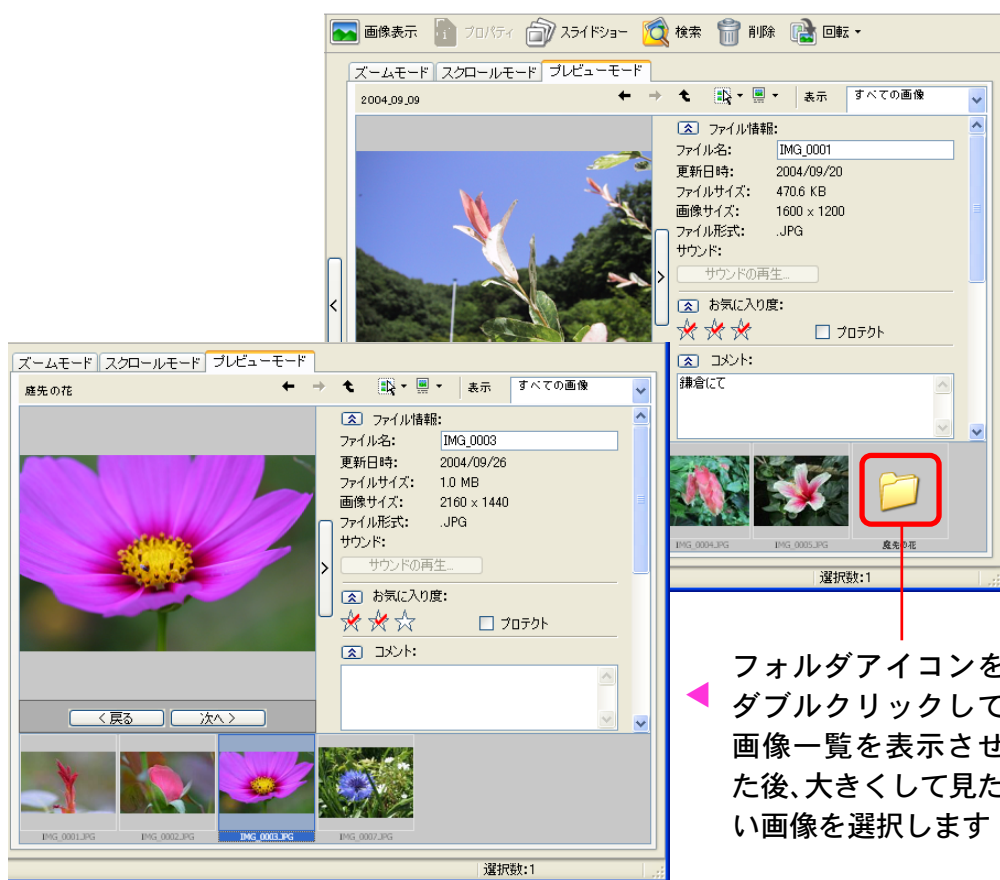 画像表示 プロパティ スライドショー 検索 削除 回転
ズームモード スクロールモード プレビューモード
2004_09_09 表示 すべての画像
ファイル情報:
ファイル名: IMG_0001
更新日時: 2004/09/20
ファイルサイズ: 470.6 KB
画像サイズ: 1600 x 1200
ファイル形式: .JPG
サウンド:
サウンドの再生...
お気に入り度:
プロテクト
コメント:
鎌倉にて
IMG_0004.JPG IMG_0005.JPG 庭先の花
選択数:1
ズームモード スクロールモード プレビューモード
庭先の花 表示 すべての画像
ファイル情報:
ファイル名: IMG_0003
更新日時: 2004/09/26
ファイルサイズ: 1.0 MB
画像サイズ: 2160 x 1440
ファイル形式: .JPG
サウンド:
サウンドの再生...
お気に入り度:
プロテクト
コメント:
<戻る 次へ>
IMG_0001.JPG IMG_0002.JPG IMG_0003.JPG IMG_0007.JPG
選択数:1
フォルダアイコンを
ダブルクリックして
画像一覧を表示させ
た後、大きくして見た
い画像を選択します